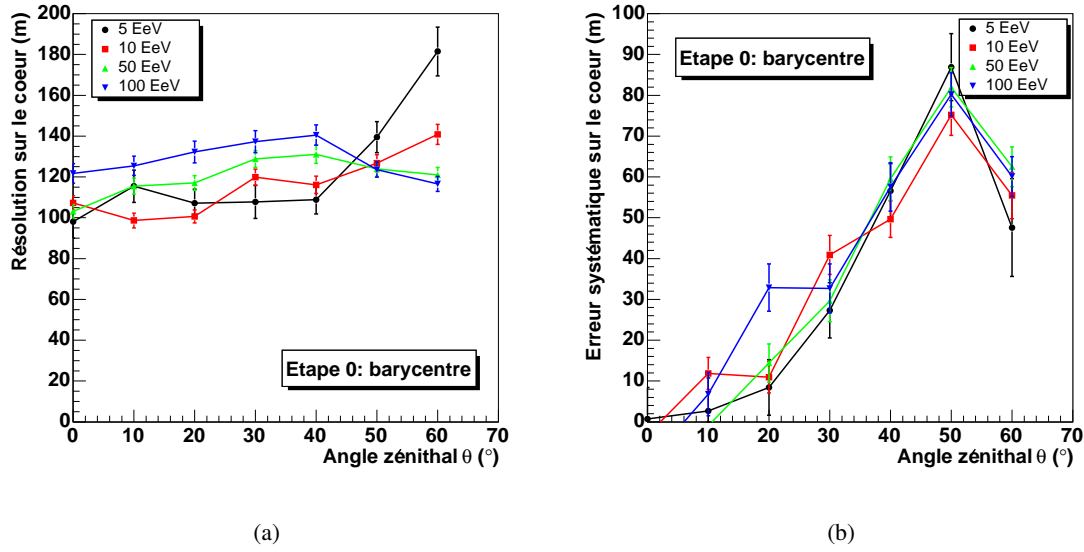 Résolution sur le coeur (m)
200
180
160
140
120
100
80
60
40
20
0
5 EeV
10 EeV
50 EeV
100 EeV
Etape 0: barycentre
0 10 20 30 40 50 60 70
Angle zénithal θ (°)
(a)
Erreur systématique sur le coeur (m)
100
90
80
70
60
50
40
30
20
10
0
Etape 0: barycentre
5 EeV
10 EeV
50 EeV
100 EeV
0 10 20 30 40 50 60 70
Angle zénithal θ (°)
(b)